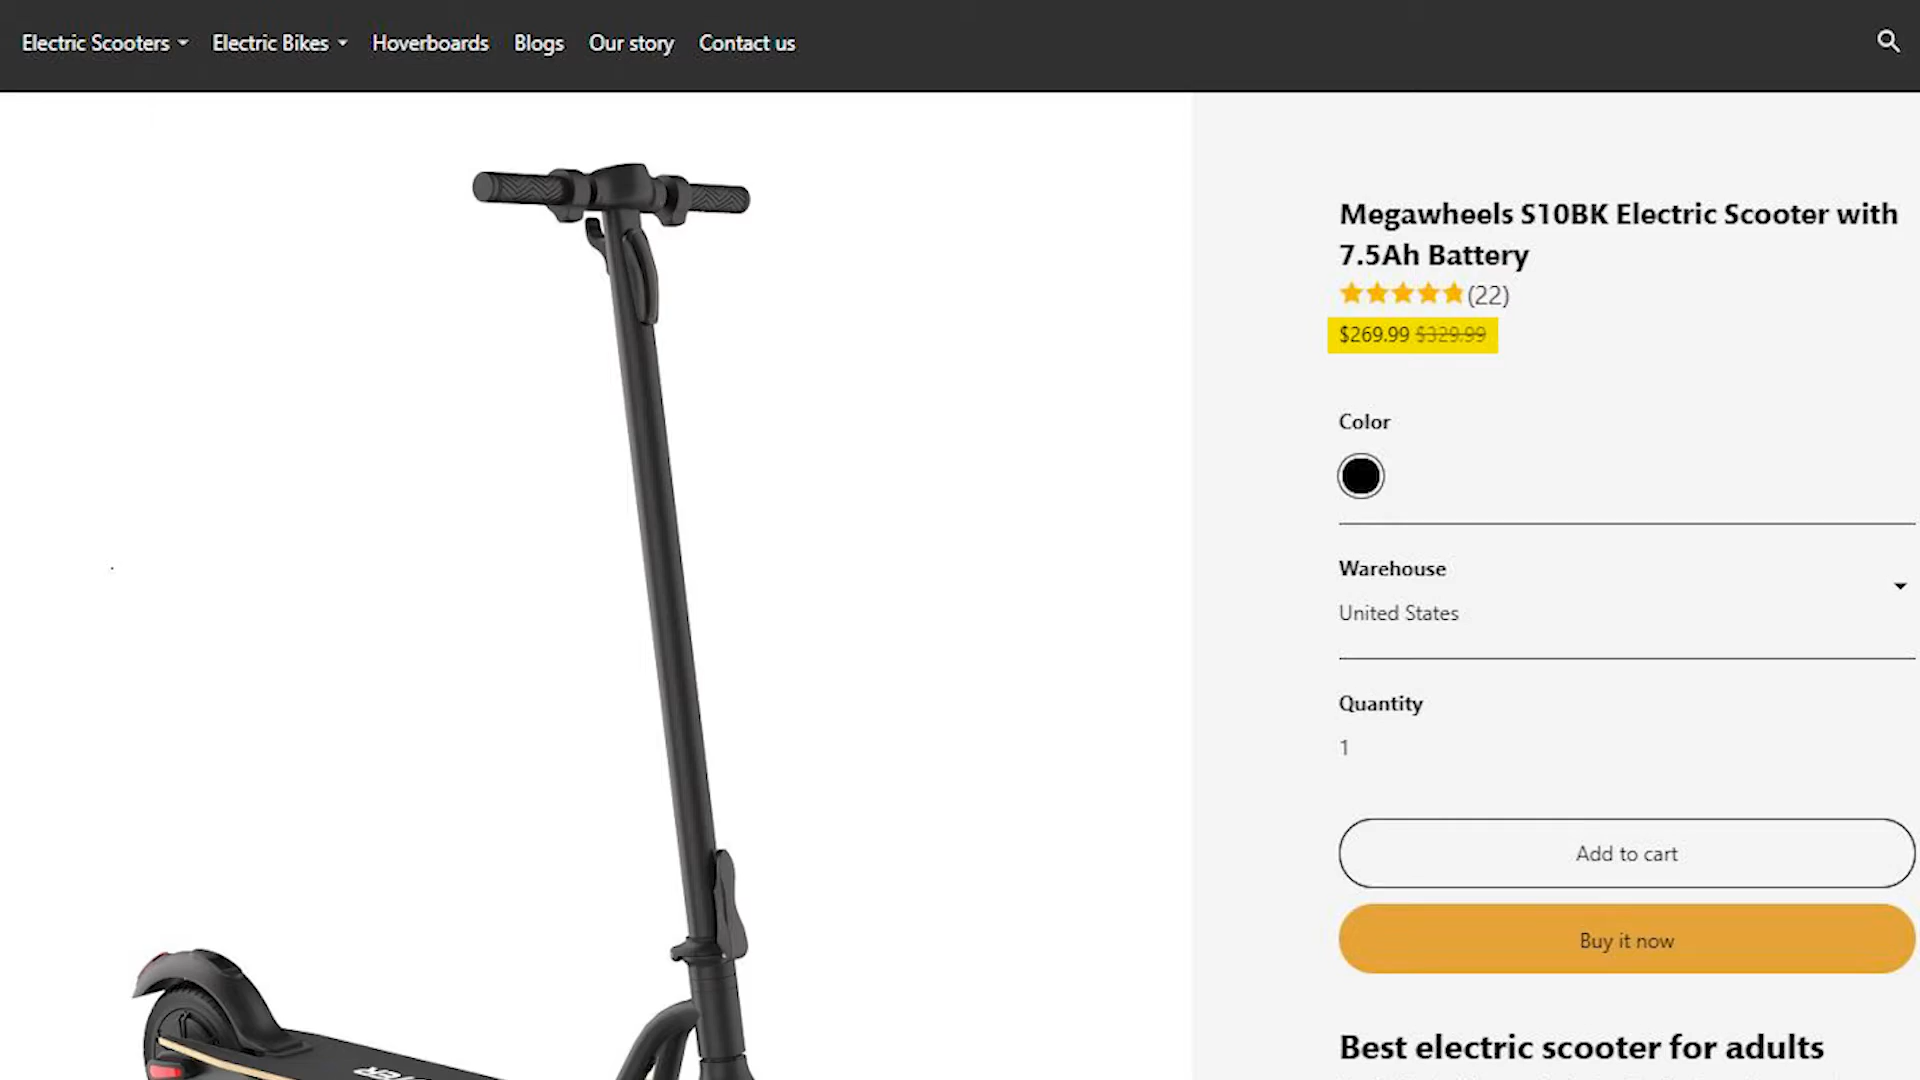 Electric Scooters Electric Bikes Hoverboards Blogs Our story Contact us
Megawheels S10BK Electric Scooter with
7.5Ah Battery
(22)
$269.99 $329.99
Color
Warehouse
United States
Quantity
1
Add to cart
Buy it now
Best electric scooter for adults